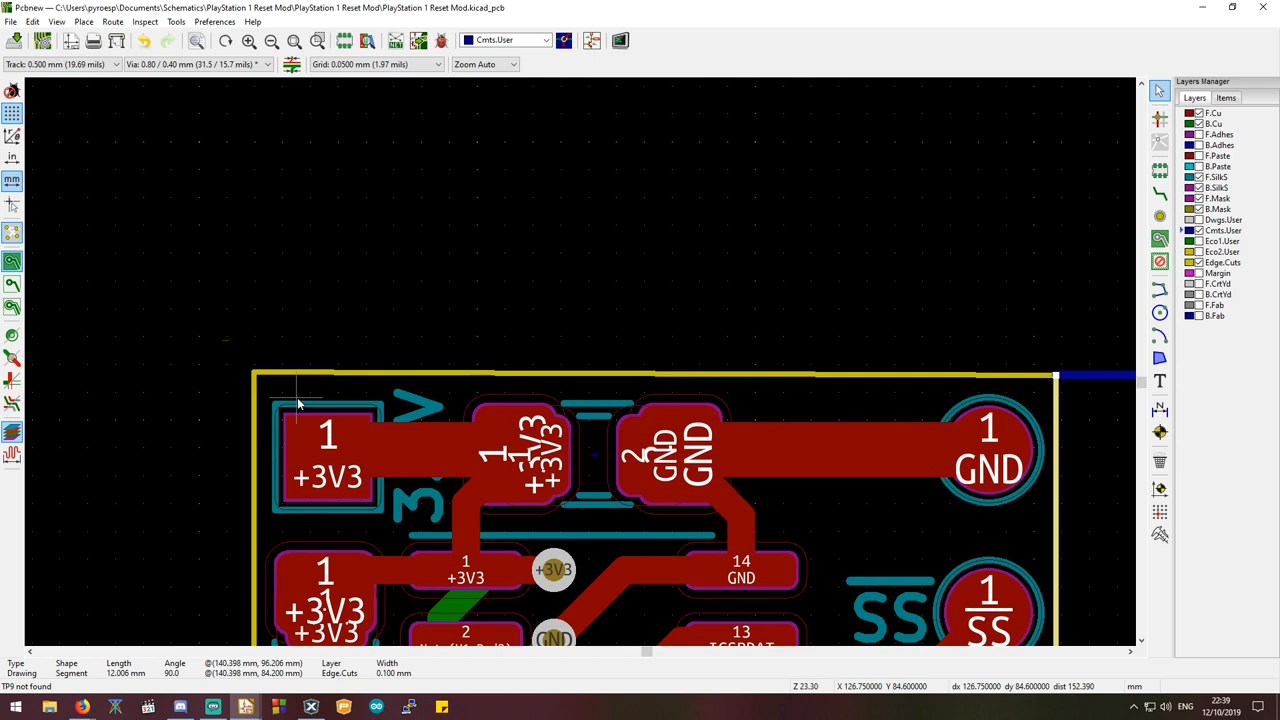 Pcbnew — C:\Users\pyroesp\Documents\Schematics\PlayStation 1 Reset Mod\PlayStation 1 Reset Mod\PlayStation 1 Reset Mod.kicad_pcb
File Edit View Place Route Inspect Tools Preferences Help
Cmts.User
Track: 0.500 mm (19.69 mils) Via: 0.80 / 0.40 mm (31.5 / 15.7 mils) * Grid: 0.0500 mm (1.97 mils) Zoom Auto
Layers Manager
Layers Items
F.Cu
B.Cu
F.Adhes
B.Adhes
F.Paste
B.Paste
F.SilkS
B.SilkS
F.Mask
B.Mask
Dwgs.User
Cmts.User
Eco1.User
Eco2.User
Edge.Cuts
Margin
F.CrtYd
B.CrtYd
F.Fab
B.Fab
in
mm
1
+3V3
1
+3V3
+3V3
2
GND
GND
1
GND
1
+3V3
+3V3
1
+3V3
+3V3
14
GND
2
GND
13
SS
1
SS
Type Shape Length Angle @(140.398 mm, 96.206 mm) Layer Width
Drawing Segment 12.006 mm 90.0 @(140.398 mm, 84.200 mm) Edge.Cuts 0.100 mm
TP9 not found Z 23.30 X 126.750000 Y 84.600000 dx 126.750000 dy 84.600000 dist 152.390 mm
ENG 22:39
12/10/2019